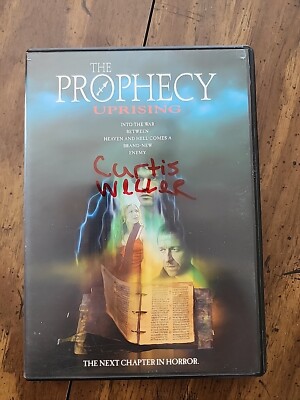 THE
PROPHECY
UPRISING
INTO THE WAR
BETWEEN
HEAVEN AND HELL COMES A
BRAND-NEW
ENEMY.
Curtis
Weller
THE NEXT CHAPTER IN HORROR.